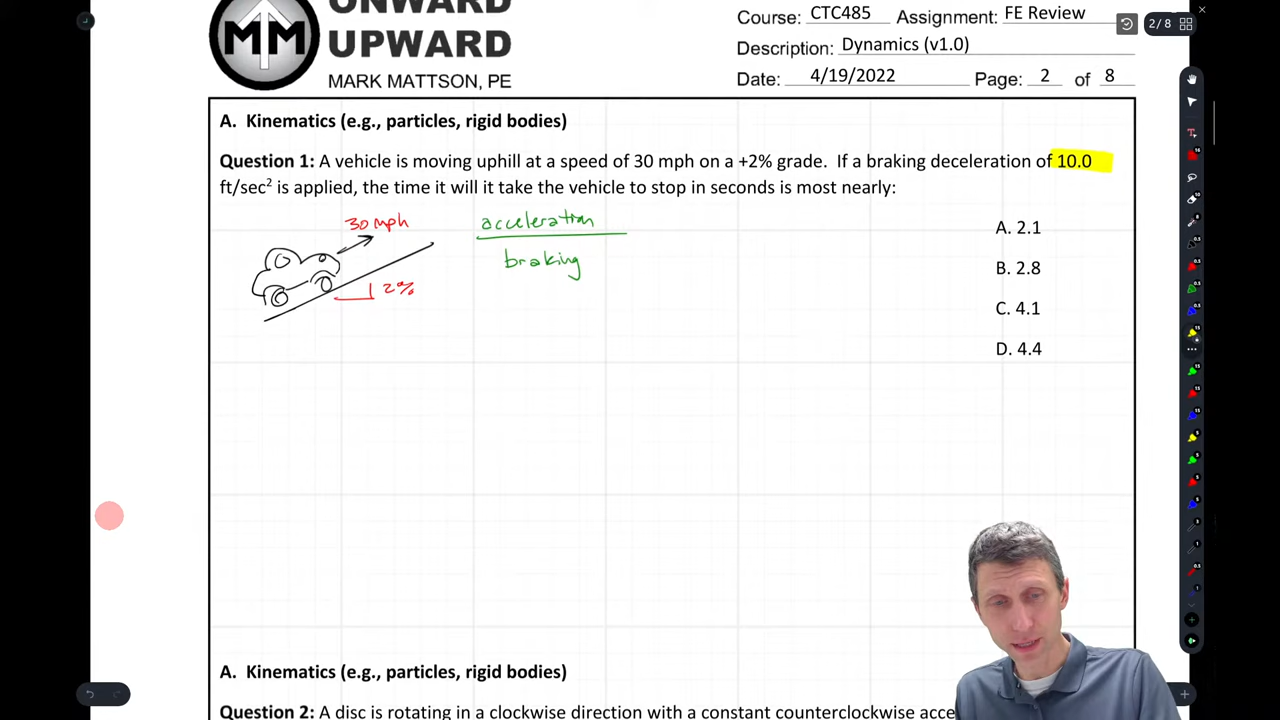 ONWARD
UPWARD
MARK MATTSON, PE
MM
Course: CTC485 Assignment: FE Review
Description: Dynamics (v1.0)
Date: 4/19/2022 Page: 2 of 8
2/8
A. Kinematics (e.g., particles, rigid bodies)
Question 1: A vehicle is moving uphill at a speed of 30 mph on a +2% grade. If a braking deceleration of 10.0
ft/sec² is applied, the time it will it take the vehicle to stop in seconds is most nearly:
30 mph
2%
acceleration
braking
A. 2.1
B. 2.8
C. 4.1
D. 4.4
A. Kinematics (e.g., particles, rigid bodies)
Question 2: A disc is rotating in a clockwise direction with a constant counterclockwise acce